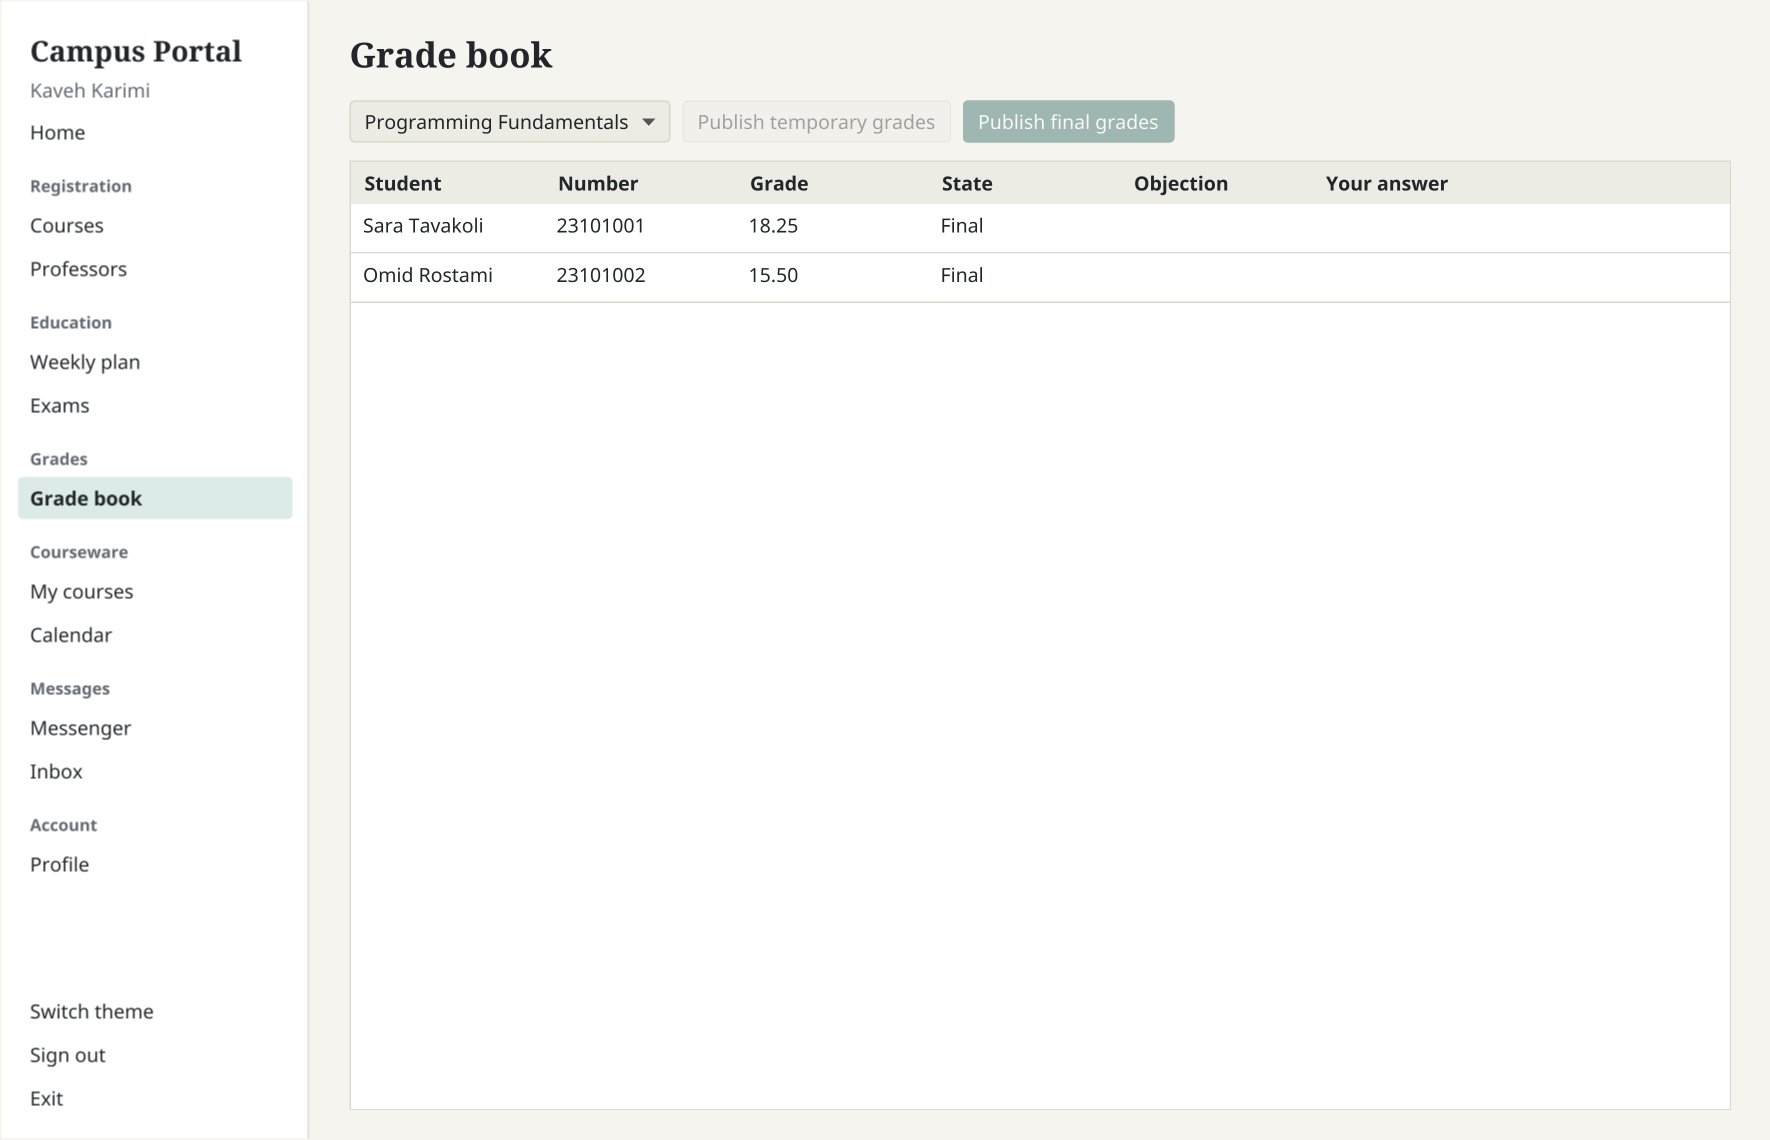 Campus Portal
Kaveh Karimi
Home
Registration
Courses
Professors
Education
Weekly plan
Exams
Grades
Grade book
Courseware
My courses
Calendar
Messages
Messenger
Inbox
Account
Profile
Switch theme
Sign out
Exit
Grade book
Programming Fundamentals Publish temporary grades Publish final grades
Student Number Grade State Objection Your answer
Sara Tavakoli 23101001 18.25 Final
Omid Rostami 23101002 15.50 Final